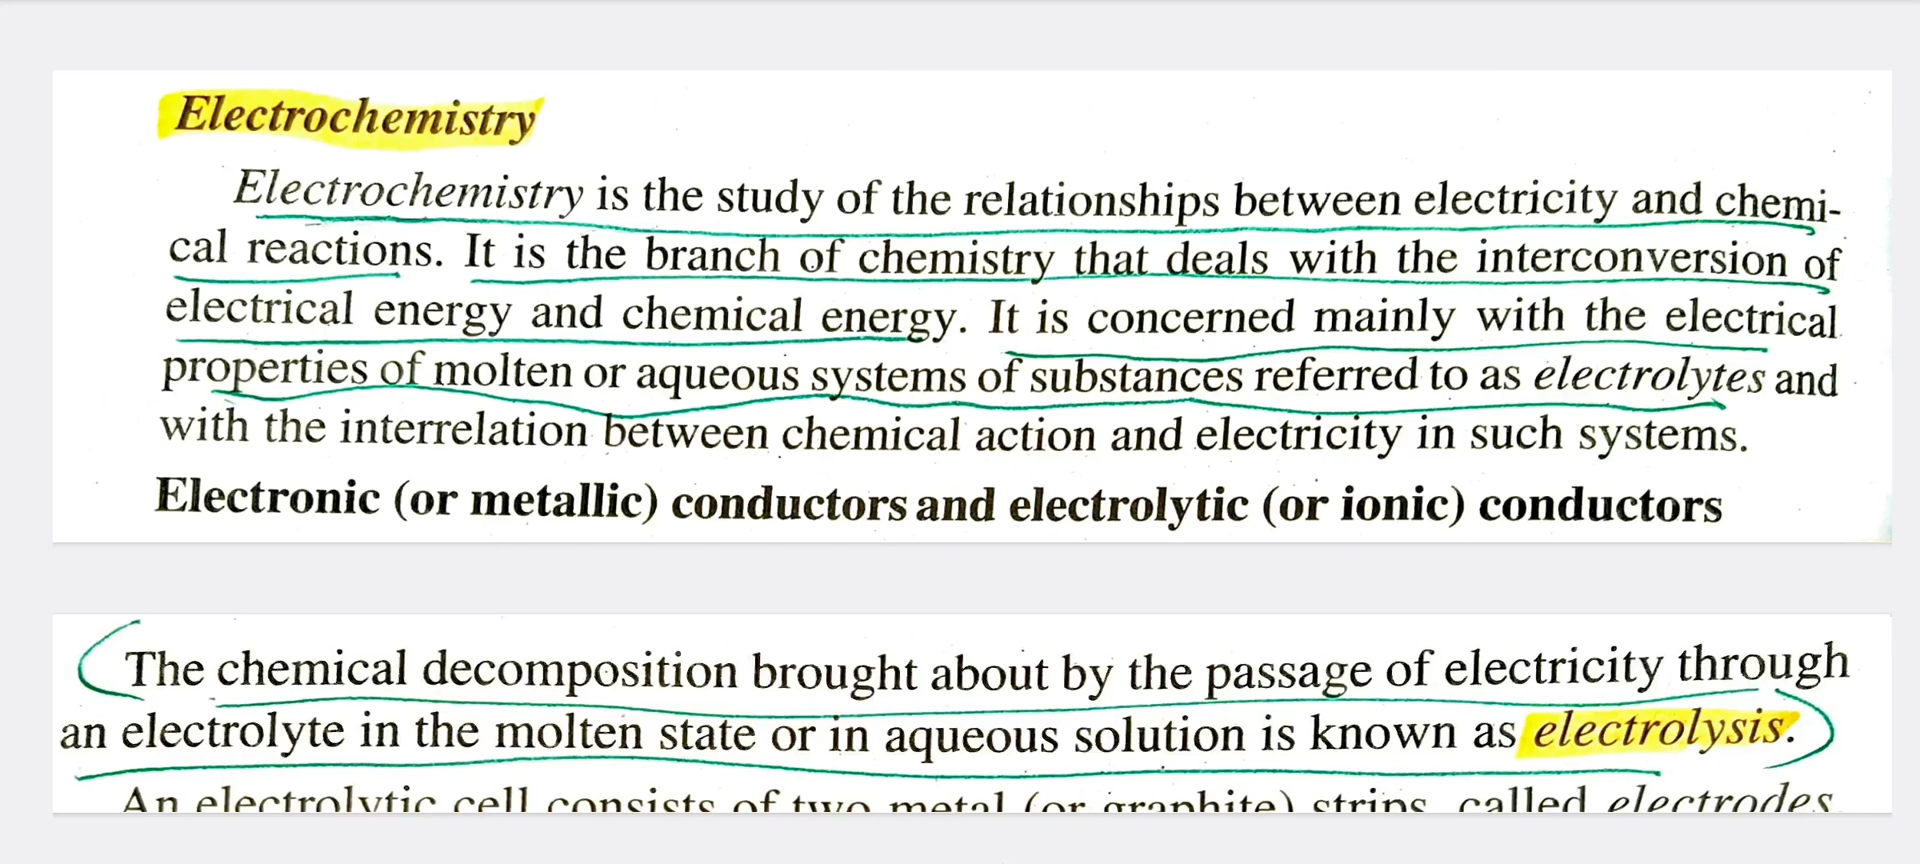 Electrochemistry
Electrochemistry is the study of the relationships between electricity and chemi-
cal reactions. It is the branch of chemistry that deals with the interconversion of
electrical energy and chemical energy. It is concerned mainly with the electrical
properties of molten or aqueous systems of substances referred to as electrolytes and
with the interrelation between chemical action and electricity in such systems.
Electronic (or metallic) conductors and electrolytic (or ionic) conductors
The chemical decomposition brought about by the passage of electricity through
an electrolyte in the molten state or in aqueous solution is known as electrolysis.
An electrolytic cell consists of two metal (or graphite) strips, called electrodes